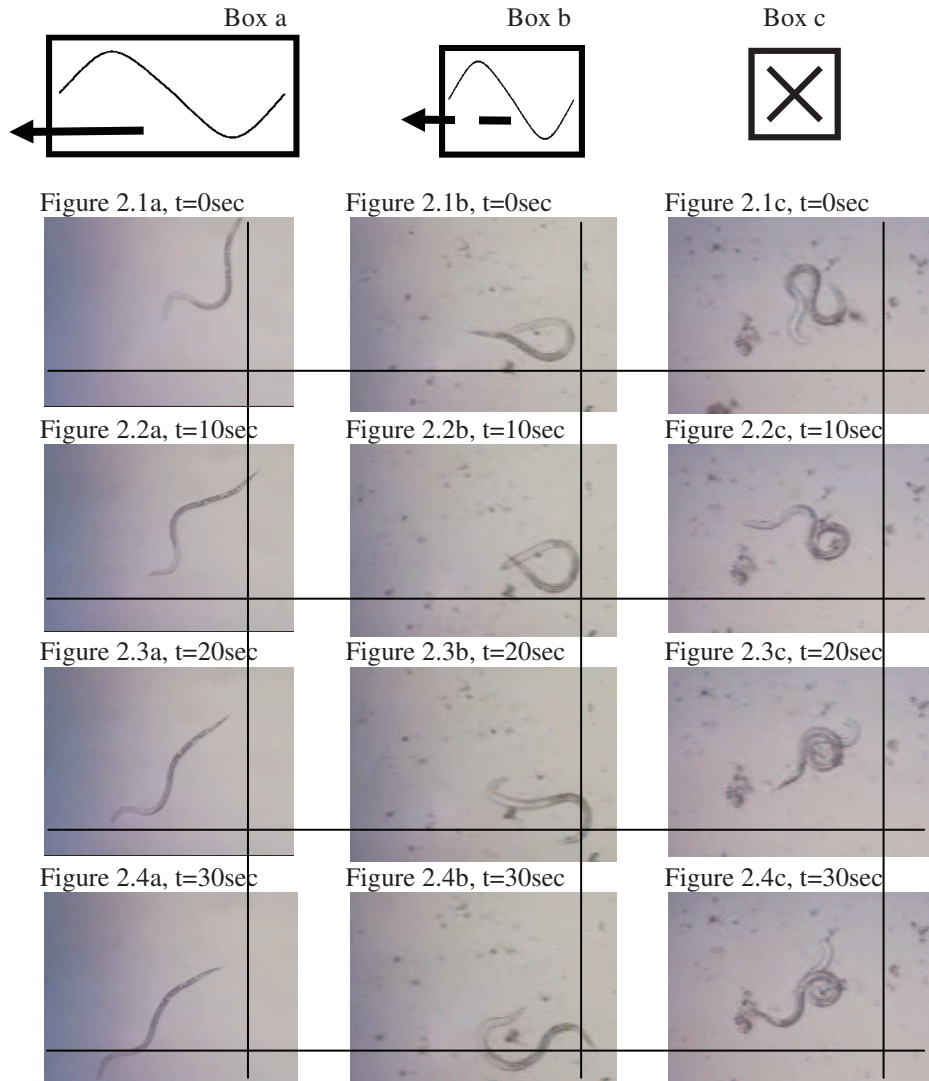 Box a Box b Box c
Figure 2.1a, t=0sec Figure 2.1b, t=0sec Figure 2.1c, t=0sec
Figure 2.2a, t=10sec Figure 2.2b, t=10sec Figure 2.2c, t=10sec
Figure 2.3a, t=20sec Figure 2.3b, t=20sec Figure 2.3c, t=20sec
Figure 2.4a, t=30sec Figure 2.4b, t=30sec Figure 2.4c, t=30sec